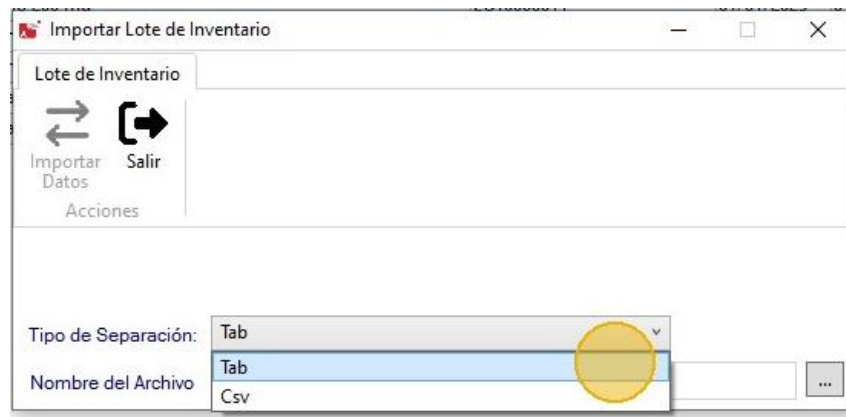 Importar Lote de Inventario
Lote de Inventario
Importar Datos
Salir
Acciones
Tipo de Separación:
Tab
Tab
Csv
Nombre del Archivo
...